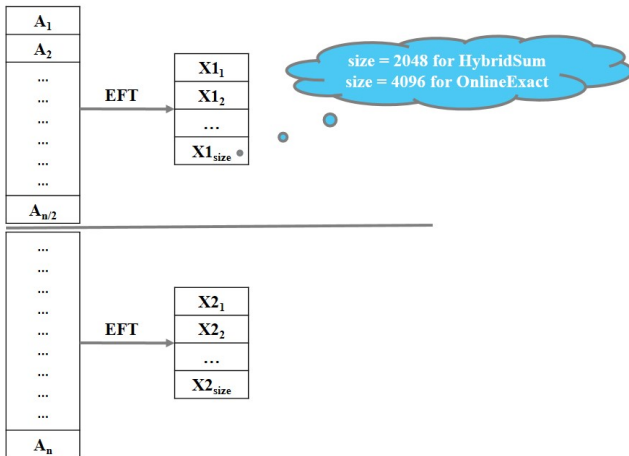 A₁
A₂
...
...
...
...
...
...
Aₙ/₂
EFT
X1₁
X1₂
...
X1size
size = 2048 for HybridSum
size = 4096 for OnlineExact
...
...
...
...
...
...
...
...
...
Aₙ
EFT
X2₁
X2₂
...
X2size